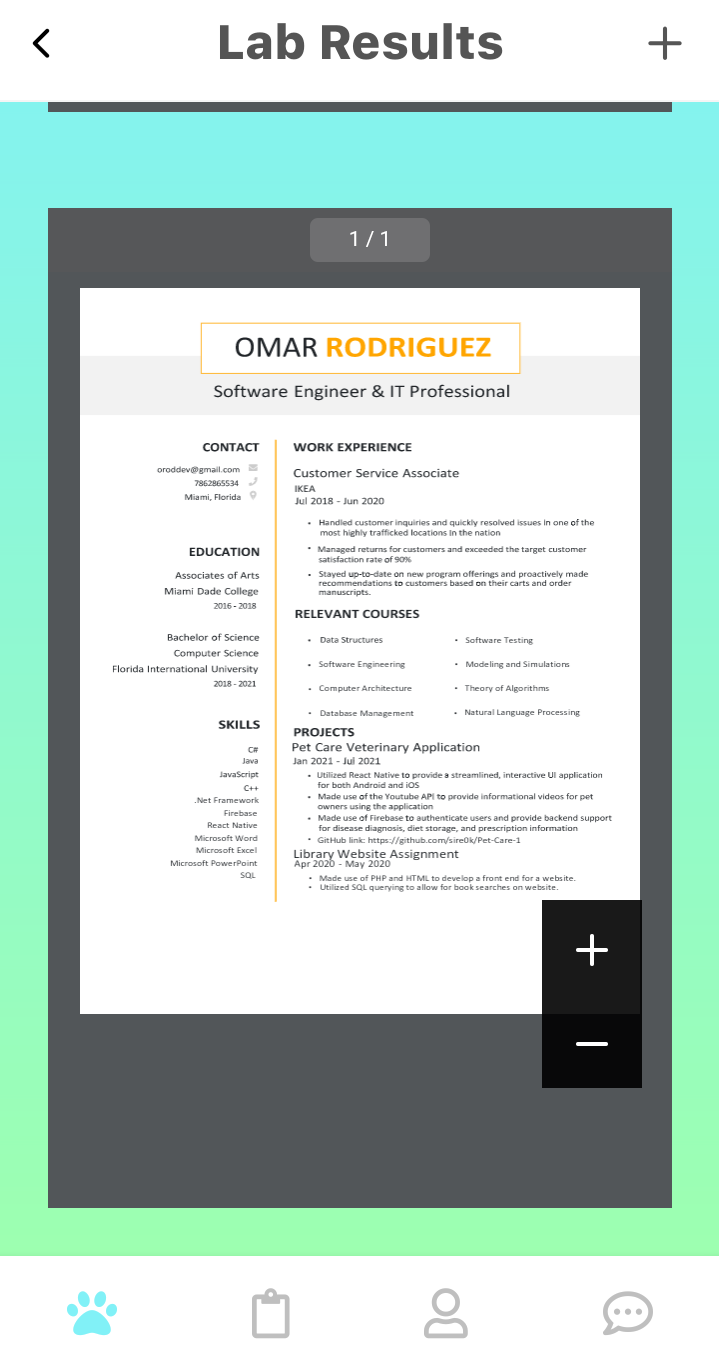 Lab Results
1 / 1
OMAR RODRIGUEZ
Software Engineer & IT Professional
CONTACT
oroddev@gmail.com
7862865534
Miami, Florida
EDUCATION
Associates of Arts
Miami Dade College
2016 - 2018
Bachelor of Science
Computer Science
Florida International University
2018 - 2021
SKILLS
C#
Java
JavaScript
C++
.Net Framework
Firebase
React Native
Microsoft Word
Microsoft Excel
Microsoft PowerPoint
SQL
WORK EXPERIENCE
Customer Service Associate
IKEA
Jul 2018 - Jun 2020
• Handled customer inquiries and quickly resolved issues in one of the
most highly trafficked locations in the nation
• Managed returns for customers and exceeded the target customer
satisfaction rate of 90%
• Stayed up-to-date on new program offerings and proactively made
recommendations to customers based on their carts and order
manuscripts.
RELEVANT COURSES
• Data Structures
• Software Testing
• Software Engineering
• Modeling and Simulations
• Computer Architecture
• Theory of Algorithms
• Database Management
• Natural Language Processing
PROJECTS
Pet Care Veterinary Application
Jan 2021 - Jul 2021
• Utilized React Native to provide a streamlined, interactive UI application
for both Android and iOS
• Made use of the Youtube API to provide informational videos for pet
owners using the application
• Made use of Firebase to authenticate users and provide backend support
for disease diagnosis, diet storage, and prescription information
• GitHub link: https://github.com/sire0k/Pet-Care-1
Library Website Assignment
Apr 2020 - May 2020
• Made use of PHP and HTML to develop a front end for a website.
• Utilized SQL querying to allow for book searches on website.